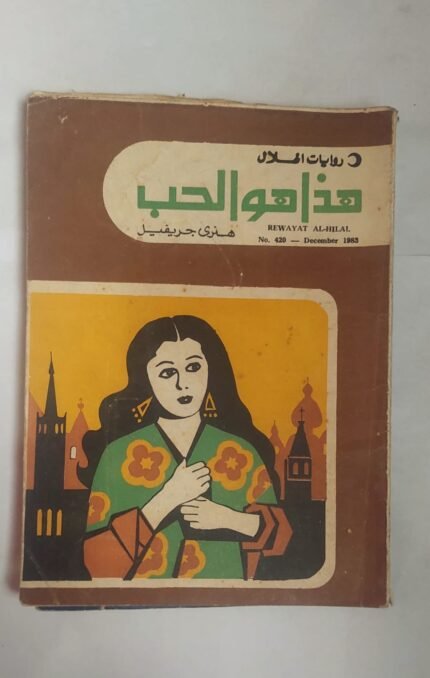 روايات الهلال
هذا هو الحب
هنري جريفيل
REWAYAT AL-HILAL
No. 420 — December 1983